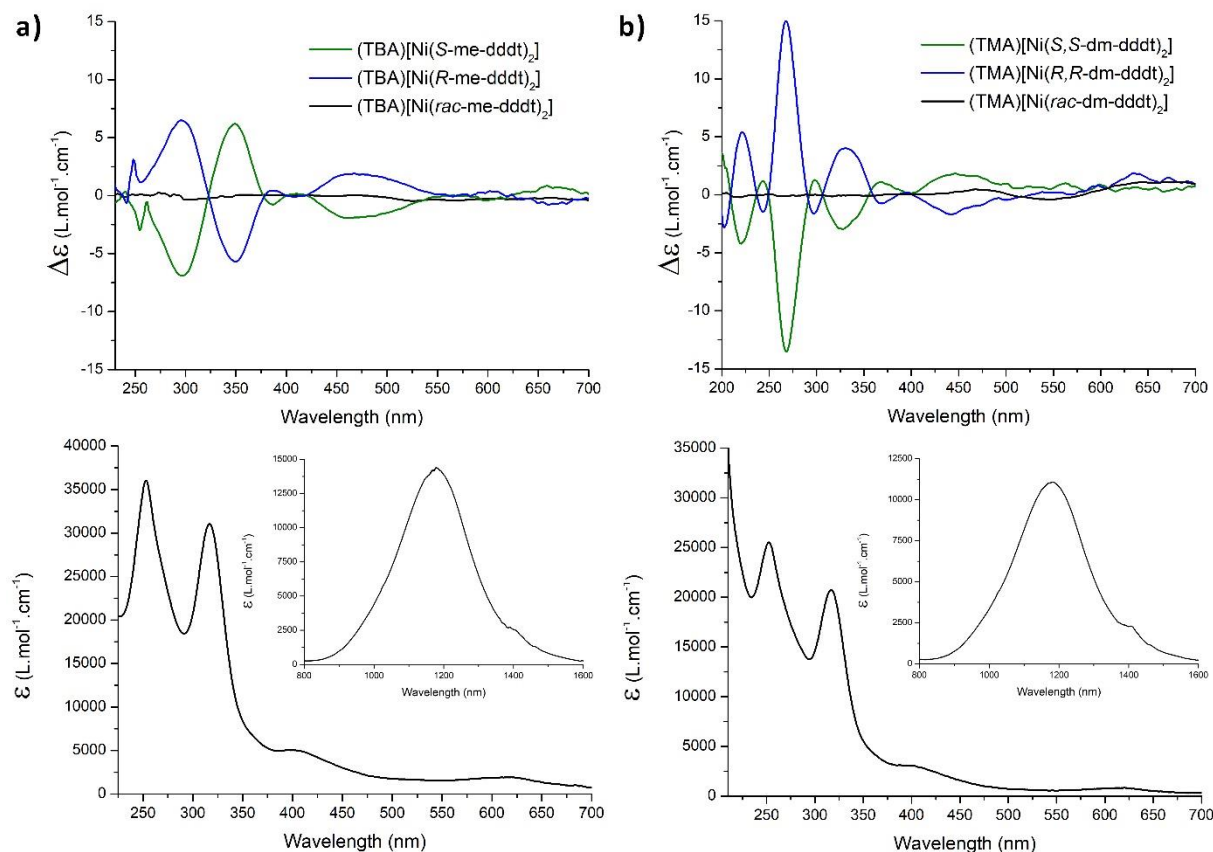 a)
15
10
5
0
-5
-10
-15
Δε (L.mol⁻¹.cm⁻¹)
(TBA)[Ni(S-me-dddt)₂]
(TBA)[Ni(R-me-dddt)₂]
(TBA)[Ni(rac-me-dddt)₂]
250 300 350 400 450 500 550 600 650 700
Wavelength (nm)
b)
15
10
5
0
-5
-10
-15
Δε (L.mol⁻¹.cm⁻¹)
(TMA)[Ni(S,S-dm-dddt)₂]
(TMA)[Ni(R,R-dm-dddt)₂]
(TMA)[Ni(rac-dm-dddt)₂]
200 250 300 350 400 450 500 550 600 650 700
Wavelength (nm)
40000
35000
30000
25000
20000
15000
10000
5000
0
ε (L.mol⁻¹.cm⁻¹)
15000
12500
10000
7500
5000
2500
0
ε (L.mol⁻¹.cm⁻¹)
800 1000 1200 1400 1600
Wavelength (nm)
250 300 350 400 450 500 550 600 650 700
Wavelength (nm)
35000
30000
25000
20000
15000
10000
5000
0
ε (L.mol⁻¹.cm⁻¹)
12500
10000
7500
5000
2500
0
ε (L.mol⁻¹.cm⁻¹)
800 1000 1200 1400 1600
Wavelength (nm)
250 300 350 400 450 500 550 600 650 700
Wavelength (nm)